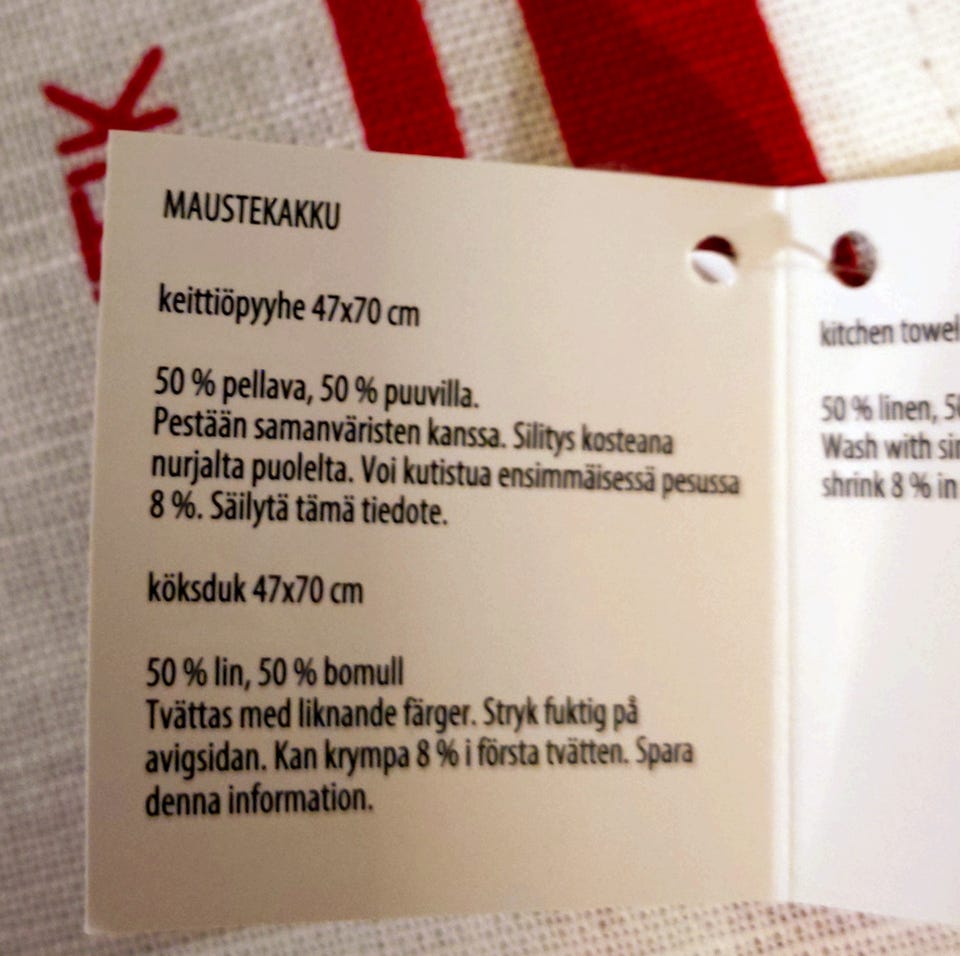 MAUSTEKAKKU
keittiöpyyhe 47x70 cm
50 % pellava, 50 % puuvilla.
Pestään samanväristen kanssa. Silitys kosteana
nurjalta puolelta. Voi kutistua ensimmäisessä pesussa
8 %. Säilytä tämä tiedote.
köksduk 47x70 cm
50 % lin, 50 % bomull
Tvättas med liknande färger. Stryk fuktig på
avigsidan. Kan krympa 8 % i första tvätten. Spara
denna information.
kitchen towel
50 % linen,
Wash with
shrink 8 % in